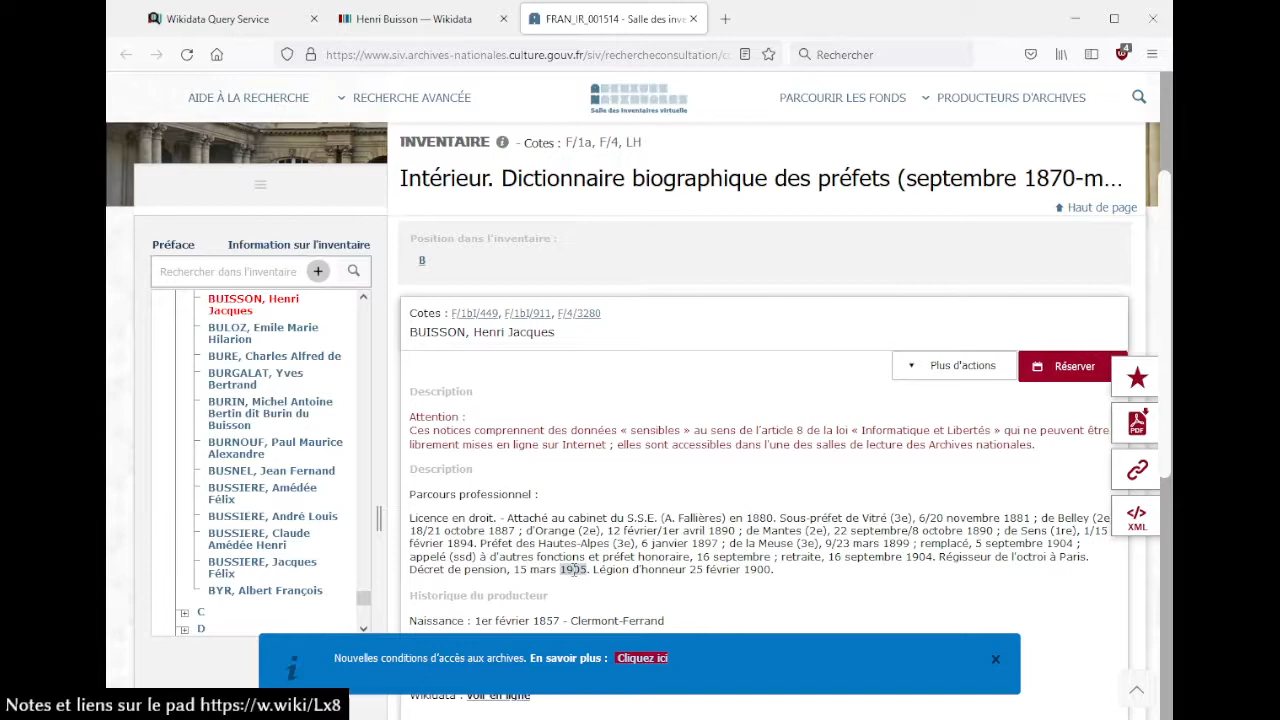 Wikidata Query Service
Henri Buisson — Wikidata
FRAN_IR_001514 - Salle des inve
https://www.siv.archives-nationales.culture.gouv.fr/siv/rechercheconsultation/c
Rechercher
4
AIDE À LA RECHERCHE
RECHERCHE AVANCÉE
ARCHIVES NATIONALES
Salle des Inventaires virtuelle
PARCOURIR LES FONDS
PRODUCTEURS D'ARCHIVES
INVENTAIRE - Cotes : F/1a, F/4, LH
Intérieur. Dictionnaire biographique des préfets (septembre 1870-m...
Haut de page
Préface
Information sur l'inventaire
Rechercher dans l'inventaire
BUISSON, Henri
Jacques
BULOZ, Emile Marie
Hilarion
BURE, Charles Alfred de
BURGALAT, Yves
Bertrand
BURIN, Michel Antoine
Bertin dit Burin du
Buisson
BURNOUF, Paul Maurice
Alexandre
BUSNEL, Jean Fernand
BUSSIERE, Amédée
Félix
BUSSIERE, André Louis
BUSSIERE, Claude
Amédée Henri
BUSSIERE, Jacques
Félix
BYR, Albert François
C
D
Position dans l'inventaire :
B
Cotes : F/1bI/449, F/1bI/911, F/4/3280
BUISSON, Henri Jacques
Plus d'actions
Réserver
PDF
XML
Description
Attention :
Ces notices comprennent des données « sensibles » au sens de l'article 8 de la loi « Informatique et Libertés » qui ne peuvent être
librement mises en ligne sur Internet ; elles sont accessibles dans l'une des salles de lecture des Archives nationales.
Description
Parcours professionnel :
Licence en droit. - Attaché au cabinet du S.S.E. (A. Fallières) en 1880. Sous-préfet de Vitré (3e), 6/20 novembre 1881 ; de Belley (2e
18/21 octobre 1887 ; d'Orange (2e), 12 février/1er avril 1890 ; de Mantes (2e), 22 septembre/8 octobre 1890 ; de Sens (1re), 1/15
février 1894. Préfet des Hautes-Alpes (3e), 6 janvier 1897 ; de la Meuse (3e), 9/23 mars 1899 ; remplacé, 5 septembre 1904 ;
appelé (ssd) à d'autres fonctions et préfet honoraire, 16 septembre ; retraite, 16 septembre 1904. Régisseur de l'octroi à Paris.
Décret de pension, 15 mars 1905. Légion d'honneur 25 février 1900.
Historique du producteur
Naissance : 1er février 1857 - Clermont-Ferrand
Nouvelles conditions d'accès aux archives. En savoir plus : Cliquez ici
Wikidata : Voir en ligne
Notes et liens sur le pad https://w.wiki/Lx8